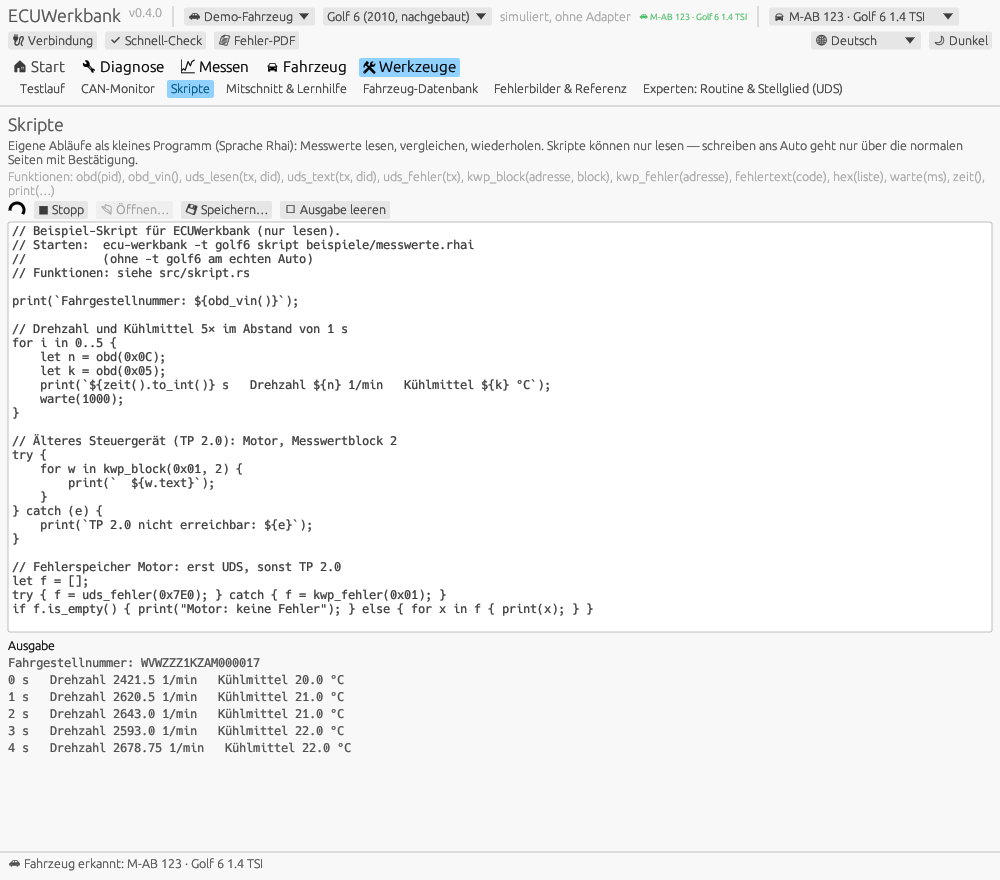 ECUWerkbank v0.4.0 Demo-Fahrzeug Golf 6 (2010, nachgebaut) simuliert, ohne Adapter M-AB 123 · Golf 6 1.4 TSI M-AB 123 · Golf 6 1.4 TSI
Verbindung Schnell-Check Fehler-PDF Deutsch Dunkel
Start Diagnose Messen Fahrzeug Werkzeuge
Testlauf CAN-Monitor Skripte Mitschnitt & Lernhilfe Fahrzeug-Datenbank Fehlerbilder & Referenz Experten: Routine & Stellglied (UDS)
Skripte
Eigene Abläufe als kleines Programm (Sprache Rhai): Messwerte lesen, vergleichen, wiederholen. Skripte können nur lesen — schreiben ans Auto geht nur über die normalen
Seiten mit Bestätigung.
Funktionen: obd(pid), obd_vin(), uds_lesen(tx, did), uds_text(tx, did), uds_fehler(tx), kwp_block(adresse, block), kwp_fehler(adresse), fehlertext(code), hex(liste), warte(ms), zeit(),
print(…)
Stopp Öffnen… Speichern… Ausgabe leeren
// Beispiel-Skript für ECUWerkbank (nur lesen).
// Starten:  ecu-werkbank -t golf6 skript beispiele/messwerte.rhai
//           (ohne -t golf6 am echten Auto)
// Funktionen: siehe src/skript.rs
print(`Fahrgestellnummer: ${obd_vin()}`);
// Drehzahl und Kühlmittel 5× im Abstand von 1 s
for i in 0..5 {
    let n = obd(0x0C);
    let k = obd(0x05);
    print(`${zeit().to_int()} s   Drehzahl ${n} 1/min   Kühlmittel ${k} °C`);
    warte(1000);
}
// Älteres Steuergerät (TP 2.0): Motor, Messwertblock 2
try {
    for w in kwp_block(0x01, 2) {
        print(`  ${w.text}`);
    }
} catch (e) {
    print(`TP 2.0 nicht erreichbar: ${e}`);
}
// Fehlerspeicher Motor: erst UDS, sonst TP 2.0
let f = [];
try { f = uds_fehler(0x7E0); } catch { f = kwp_fehler(0x01); }
if f.is_empty() { print("Motor: keine Fehler"); } else { for x in f { print(x); } }
Ausgabe
Fahrgestellnummer: WVWZZZ1KZAM000017
0 s   Drehzahl 2421.5 1/min   Kühlmittel 20.0 °C
1 s   Drehzahl 2620.5 1/min   Kühlmittel 21.0 °C
2 s   Drehzahl 2643.0 1/min   Kühlmittel 21.0 °C
3 s   Drehzahl 2593.0 1/min   Kühlmittel 22.0 °C
4 s   Drehzahl 2678.75 1/min   Kühlmittel 22.0 °C
Fahrzeug erkannt: M-AB 123 · Golf 6 1.4 TSI